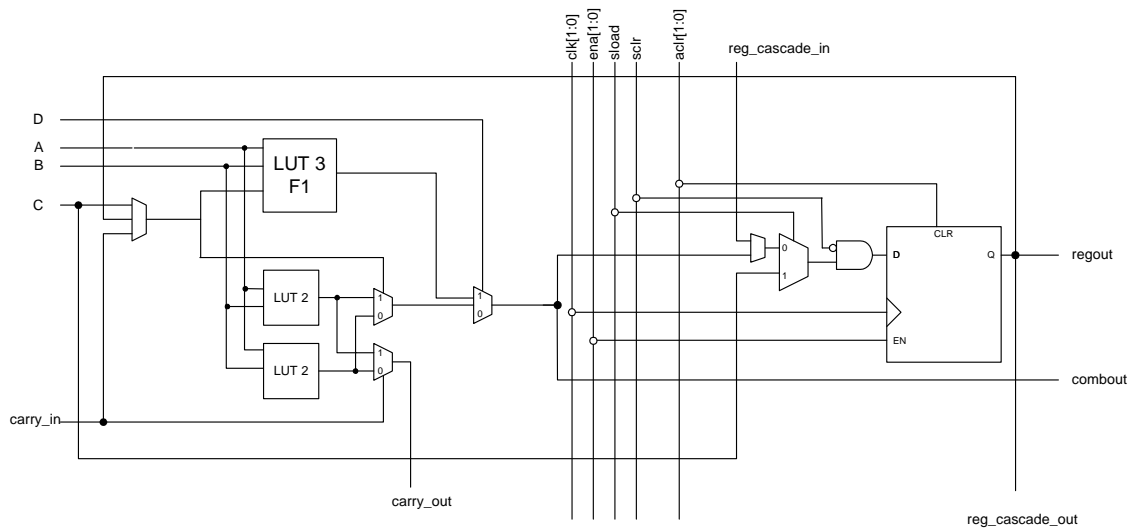 clk[1:0]
ena[1:0]
sload
sclr
aclr[1:0]
reg_cascade_in
D
A
B
LUT 3
F1
C
CLR
0
1
D
Q
regout
LUT 2
1
0
1
0
EN
LUT 2
1
0
combout
carry_in
carry_out
reg_cascade_out